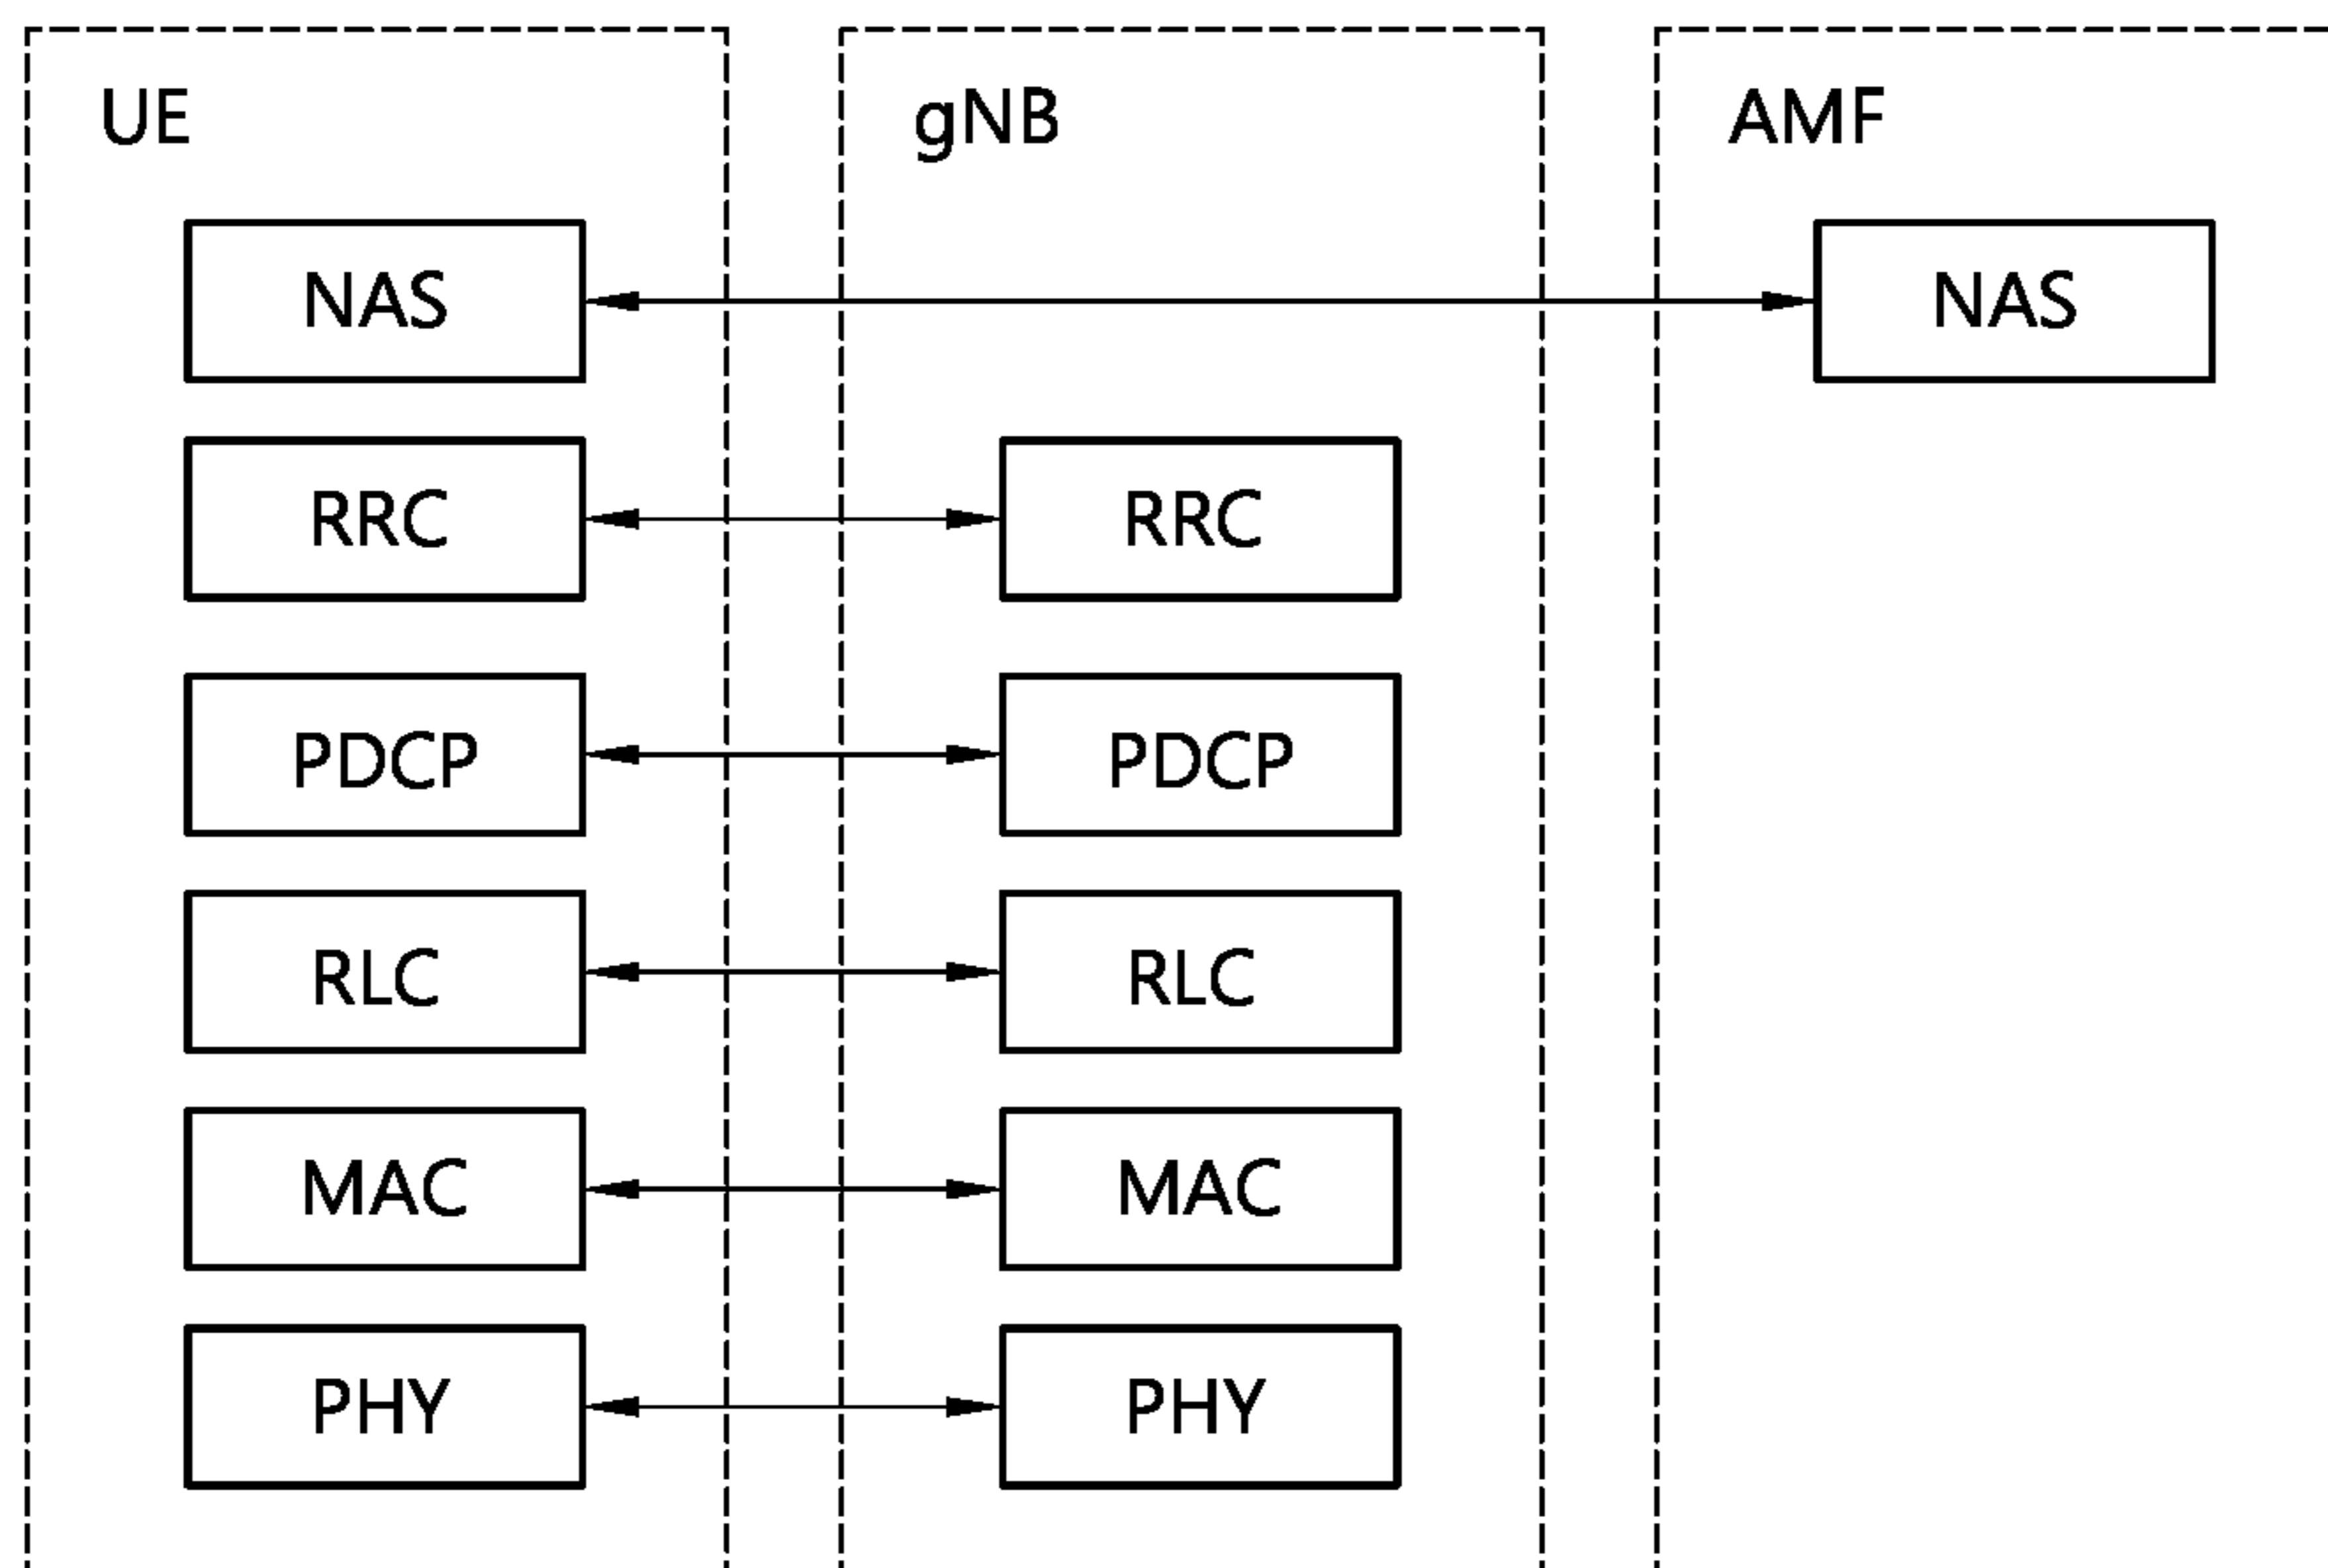 UE gNB AMF
NAS NAS
RRC RRC
PDCP PDCP
RLC RLC
MAC MAC
PHY PHY